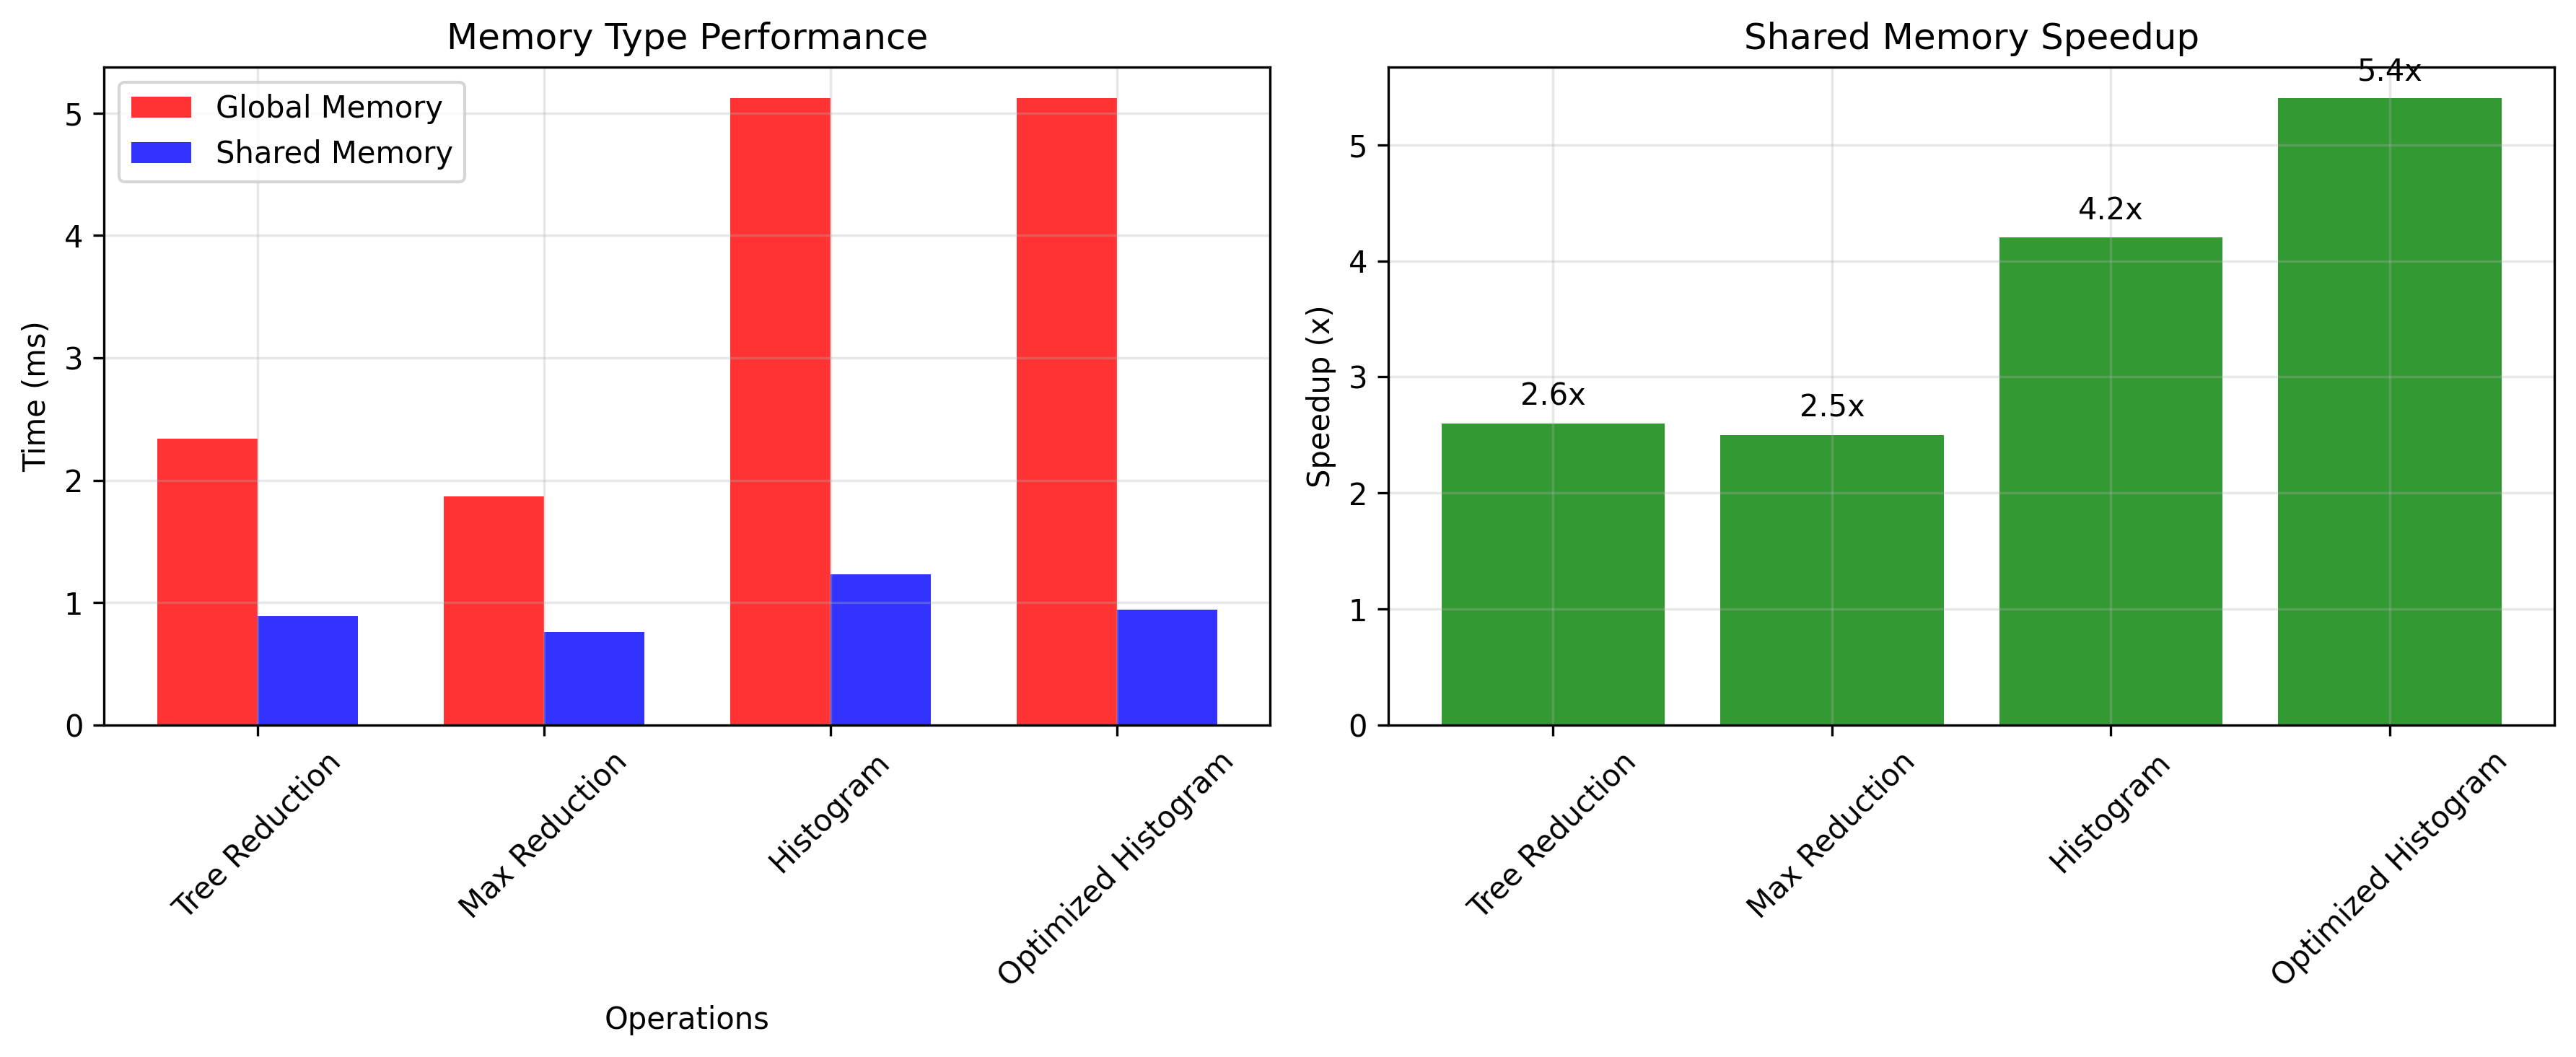 Memory Type Performance
Global Memory
Shared Memory
Time (ms)
5
4
3
2
1
0
Tree Reduction
Max Reduction
Histogram
Optimized Histogram
Operations
Shared Memory Speedup
Speedup (x)
5
4
3
2
1
0
2.6x
2.5x
4.2x
5.4x
Tree Reduction
Max Reduction
Histogram
Optimized Histogram